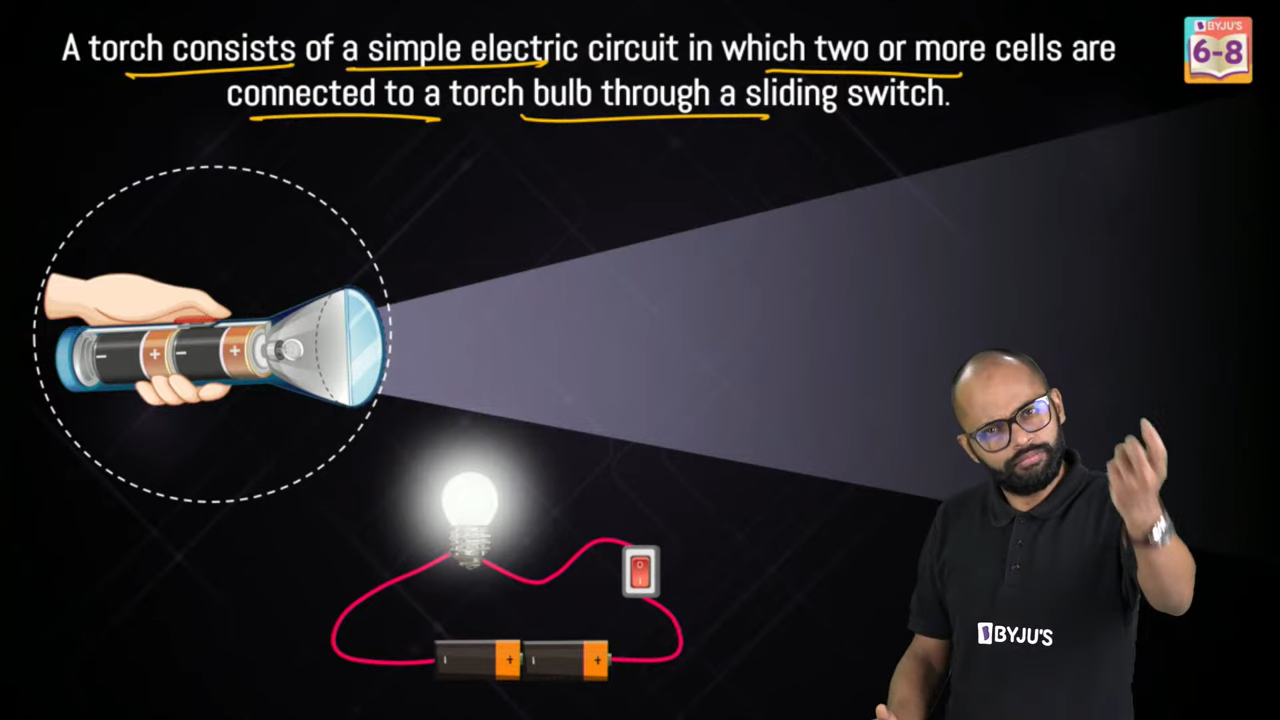 A torch consists of a simple electric circuit in which two or more cells are
connected to a torch bulb through a sliding switch.
BYJU'S
6-8
- + - +
O
I
- + - +
BYJU'S